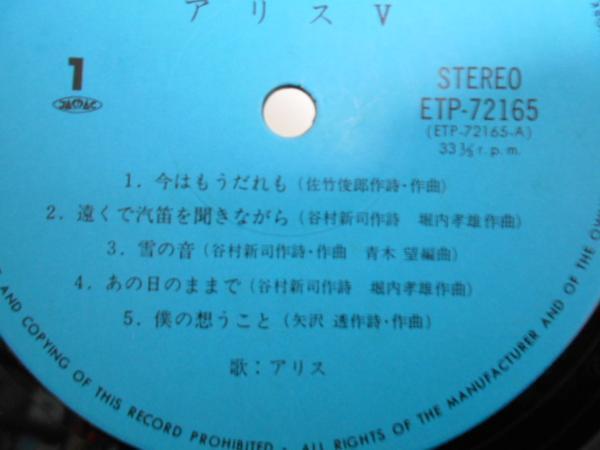 アリス V
1
STEREO
ETP-72165
(ETP-72165-A)
33⅓ r.p.m.
1. 今はもうだれも (佐竹俊郎作詩・作曲)
2. 遠くで汽笛を聞きながら (谷村新司作詩 堀内孝雄作曲)
3. 雪の音 (谷村新司作詩・作曲 青木 望編曲)
4. あの日のままで (谷村新司作詩 堀内孝雄作曲)
5. 僕の想うこと (矢沢 透作詩・作曲)
歌:アリス
AND COPYING OF THIS RECORD PROHIBITED · ALL RIGHTS OF THE MANUFACTURER AND OF THE OWN